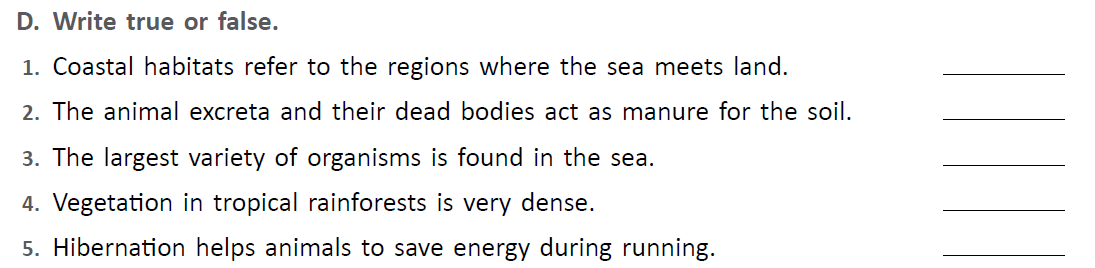 D. Write true or false.
1. Coastal habitats refer to the regions where the sea meets land.
2. The animal excreta and their dead bodies act as manure for the soil.
3. The largest variety of organisms is found in the sea.
4. Vegetation in tropical rainforests is very dense.
5. Hibernation helps animals to save energy during running.